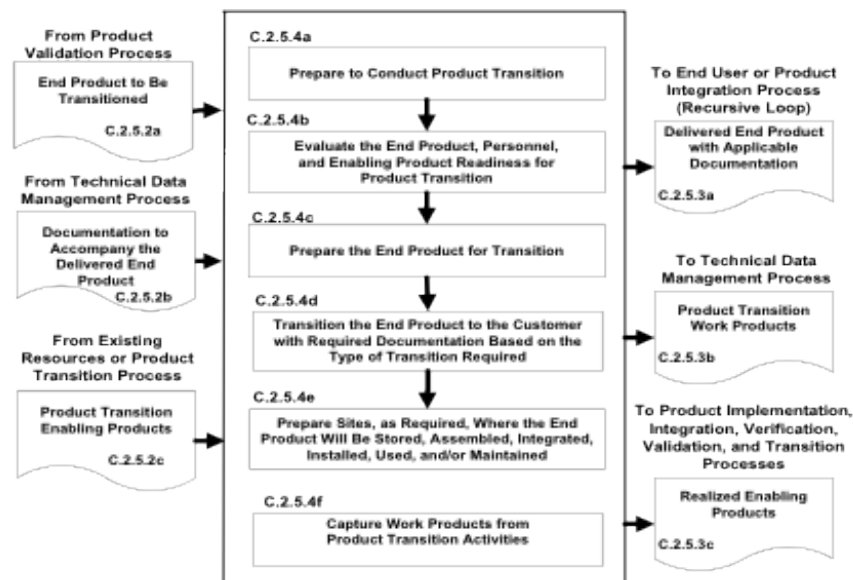 From Product
Validation Process
End Product to Be
Transitioned
C.2.5.2a
From Technical Data
Management Process
Documentation to
Accompany the
Delivered End
Product
C.2.5.2b
From Existing
Resources or Product
Transition Process
Product Transition
Enabling Products
C.2.5.2c
C.2.5.4a
Prepare to Conduct Product Transition
C.2.5.4b
Evaluate the End Product, Personnel,
and Enabling Product Readiness for
Product Transition
C.2.5.4c
Prepare the End Product for Transition
C.2.5.4d
Transition the End Product to the Customer
with Required Documentation Based on the
Type of Transition Required
C.2.5.4e
Prepare Sites, as Required, Where the End
Product Will Be Stored, Assembled, Integrated,
Installed, Used, and/or Maintained
C.2.5.4f
Capture Work Products from
Product Transition Activities
To End User or Product
Integration Process
(Recursive Loop)
Delivered End Product
with Applicable
Documentation
C.2.5.3a
To Technical Data
Management Process
Product Transition
Work Products
C.2.5.3b
To Product Implementation,
Integration, Verification,
Validation, and Transition
Processes
Realized Enabling
Products
C.2.5.3c